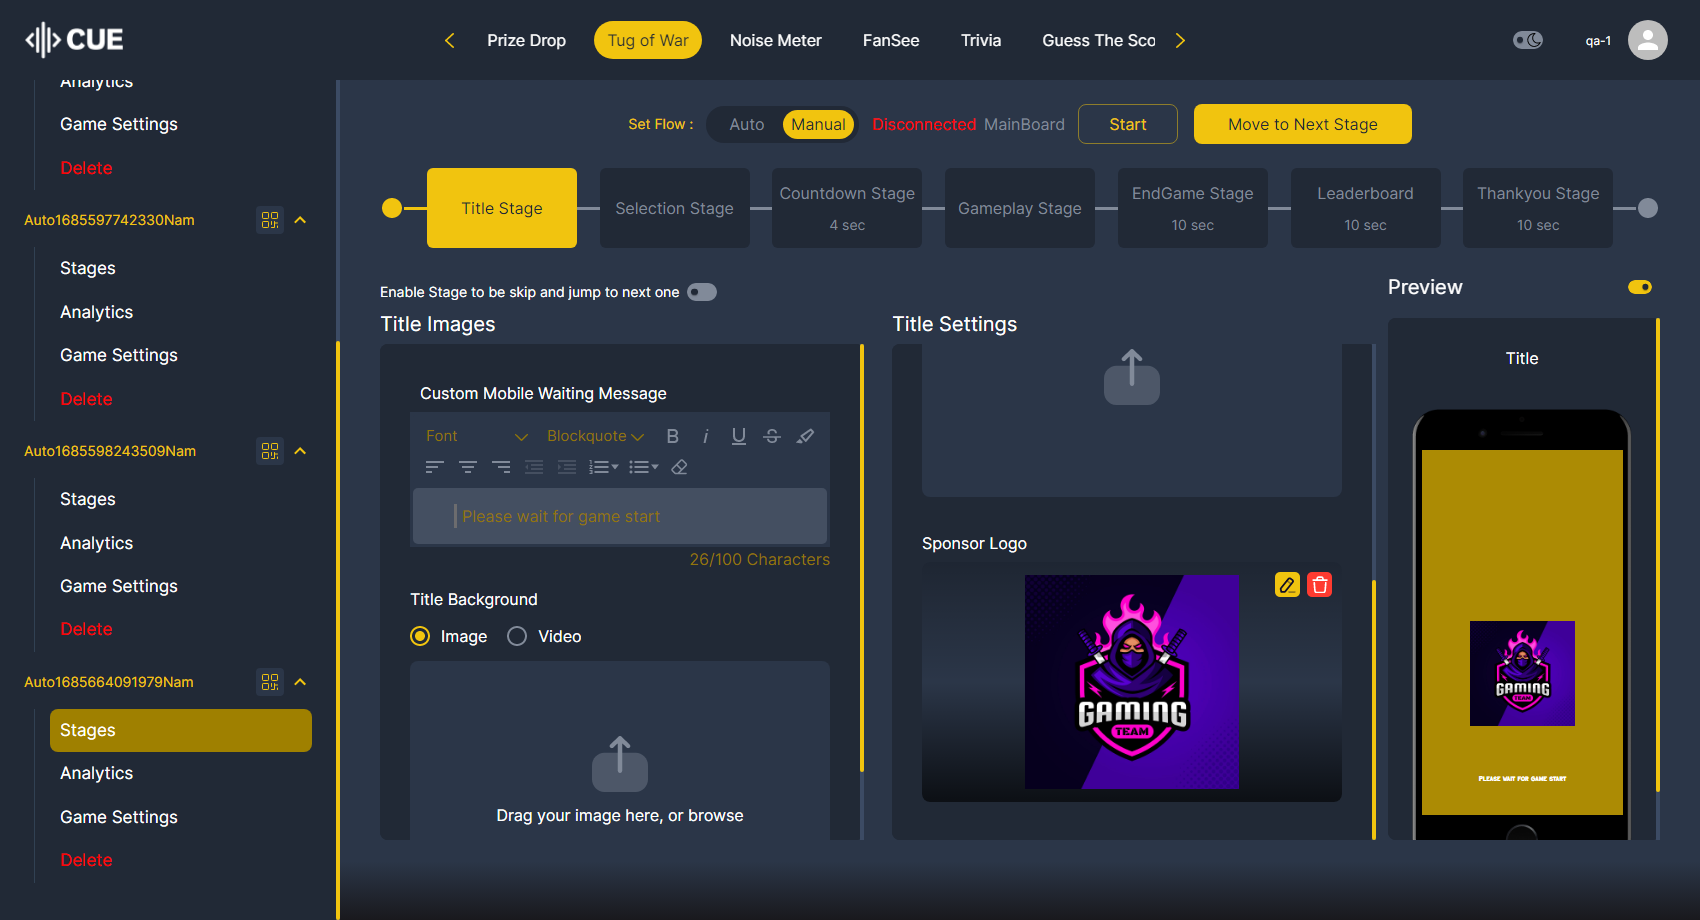 CUE
Prize Drop
Tug of War
Noise Meter
FanSee
Trivia
Guess The Sco
qa-1
Analytics
Game Settings
Delete
Auto1685597742330Nam
Stages
Analytics
Game Settings
Delete
Auto1685598243509Nam
Stages
Analytics
Game Settings
Delete
Auto1685664091979Nam
Stages
Analytics
Game Settings
Delete
Set Flow :
Auto
Manual
Disconnected MainBoard
Start
Move to Next Stage
Title Stage
Selection Stage
Countdown Stage
4 sec
Gameplay Stage
EndGame Stage
10 sec
Leaderboard
10 sec
Thankyou Stage
10 sec
Enable Stage to be skip and jump to next one
Title Images
Custom Mobile Waiting Message
Font
Blockquote
B i U S
Please wait for game start
26/100 Characters
Title Background
Image
Video
Drag your image here, or browse
Title Settings
Sponsor Logo
GAMING
TEAM
Preview
Title
GAMING
TEAM
PLEASE WAIT FOR GAME START